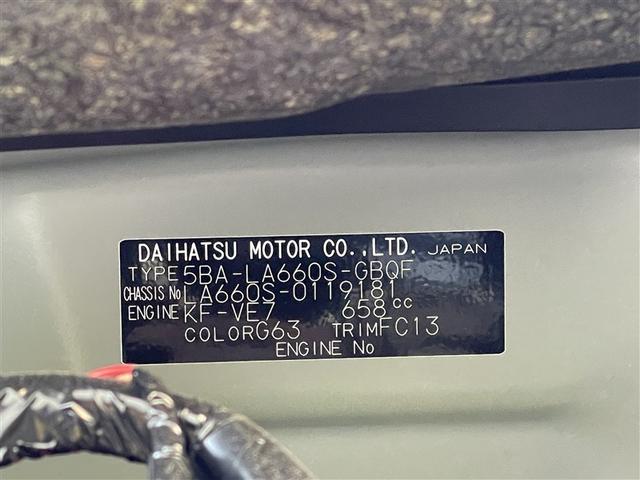 DAIHATSU MOTOR CO.,LTD. JAPAN
TYPE 5BA-LA660S-GBQF
CHASSIS No LA660S-0119181
ENGINE KF-VE7 658cc
COLOR G63 TRIM FC13
ENGINE No